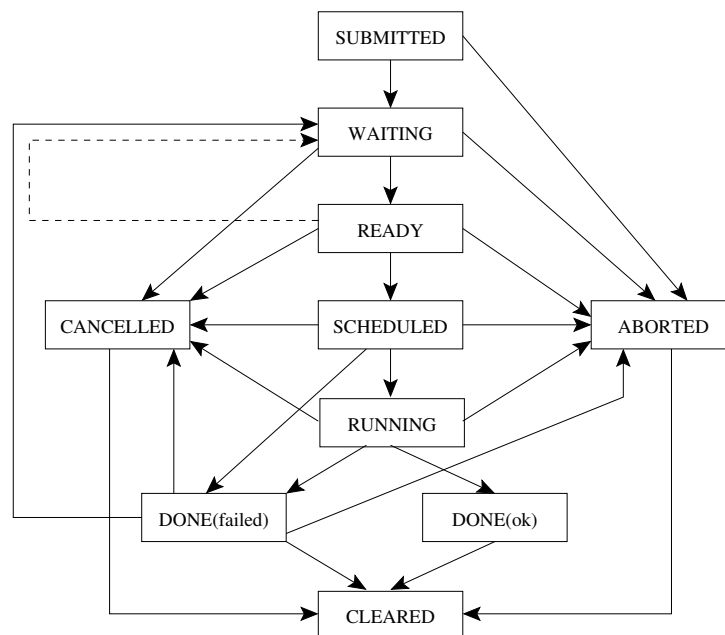 SUBMITTED
WAITING
READY
CANCELLED
SCHEDULED
ABORTED
RUNNING
DONE(failed)
DONE(ok)
CLEARED